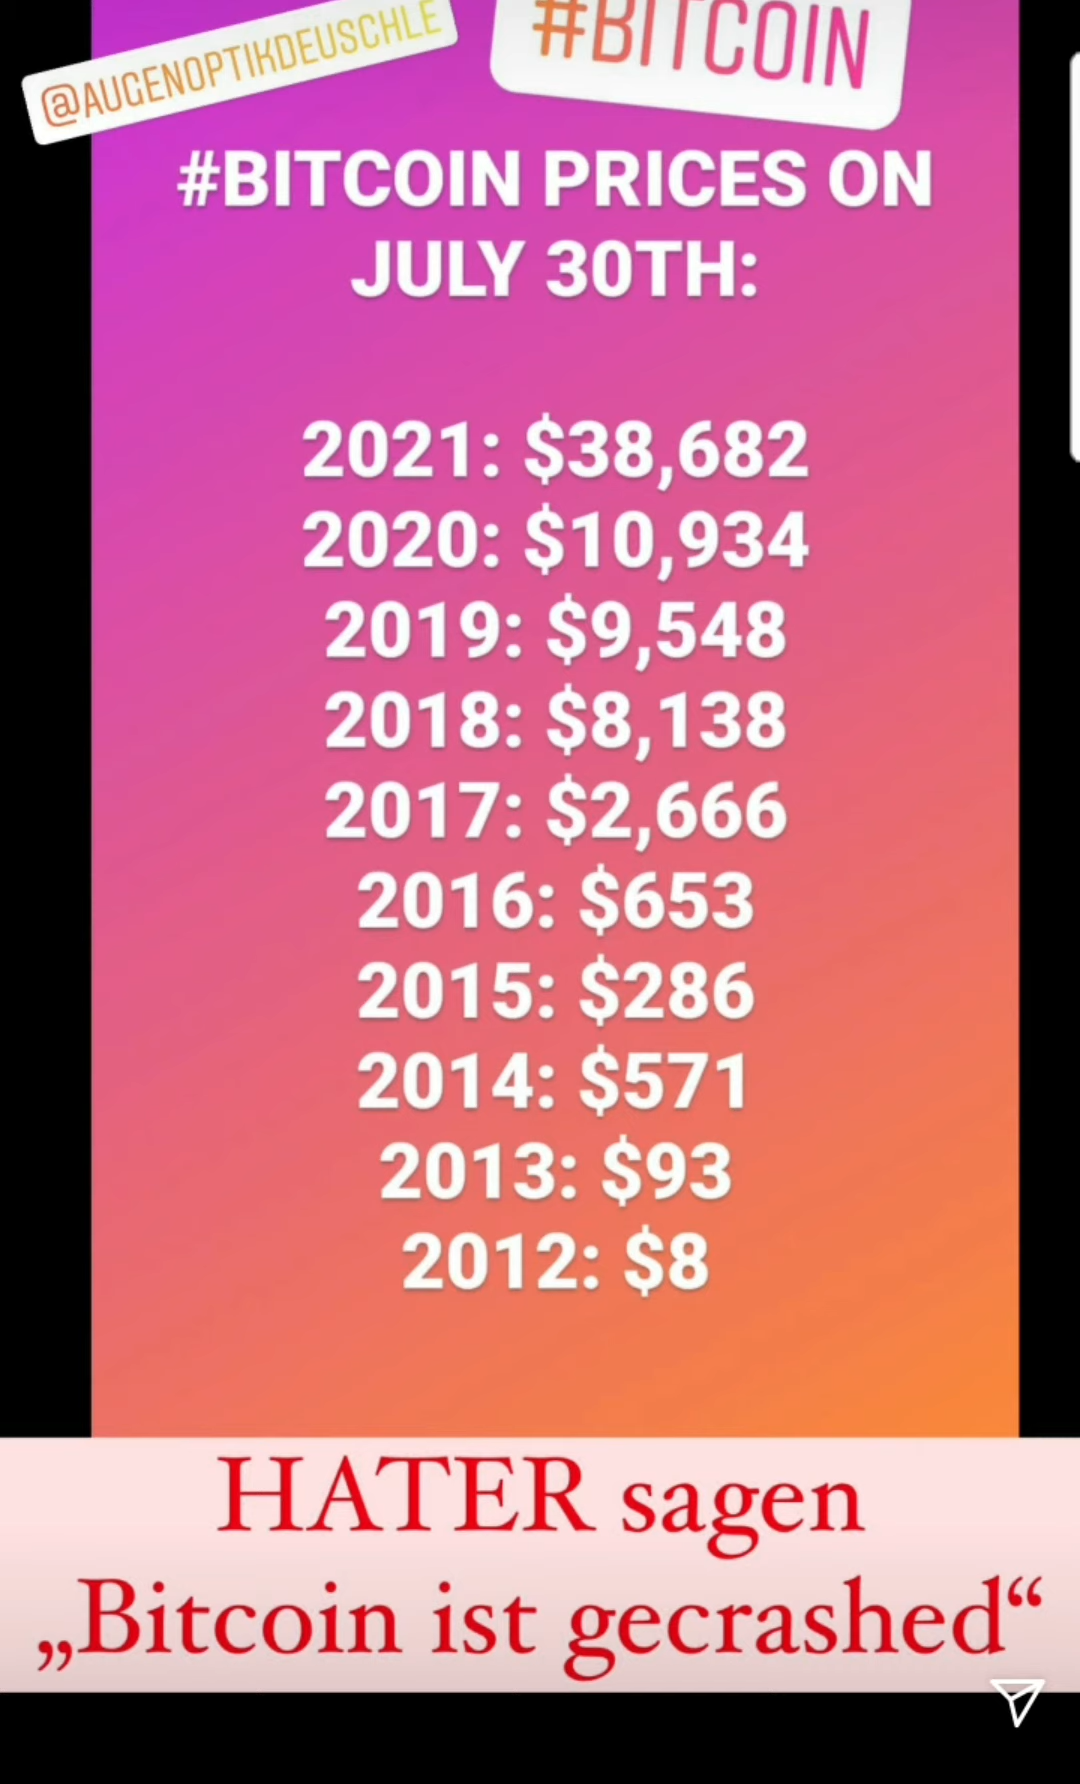 @AUGENOPTIKDEUSCHLE
#BITCOIN
#BITCOIN PRICES ON
JULY 30TH:
2021: $38,682
2020: $10,934
2019: $9,548
2018: $8,138
2017: $2,666
2016: $653
2015: $286
2014: $571
2013: $93
2012: $8
HATER sagen
„Bitcoin ist gecrashed“